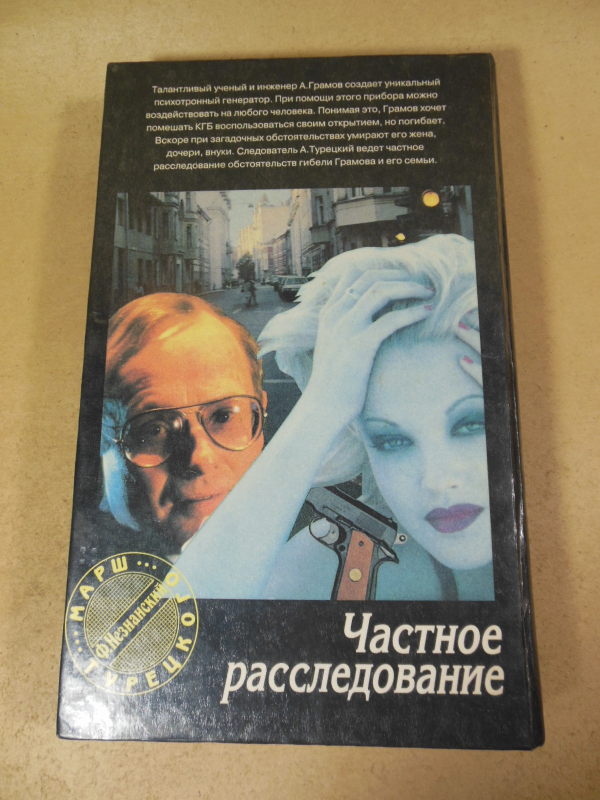 Талантливый ученый и инженер А.Грамов создает уникальный
психотронный генератор. При помощи этого прибора можно
воздействовать на любого человека. Понимая это, Грамов хочет
помешать КГБ воспользоваться своим открытием, но погибает.
Вскоре при загадочных обстоятельствах умирают его жена,
дочери, внуки. Следователь А.Турецкий ведет частное
расследование обстоятельств гибели Грамова и его семьи.
...МАРШ...
Ф.Незнанский
ТУРЕЦКОГО
Частное
расследование